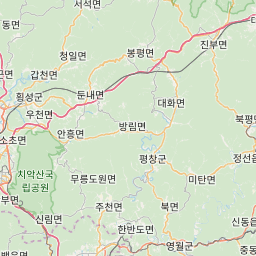 서석면
동면
진부면
청일면
봉평면
갑천면
횡성군
둔내면
대화면
우천면
북평면
소초면
안흥면
방림면
평창군
정선읍
치악산국
립공원
무릉도원면
미탄면
부면
주천면
북면
신림면
신동읍
한반도면
영월군
중동
백운면